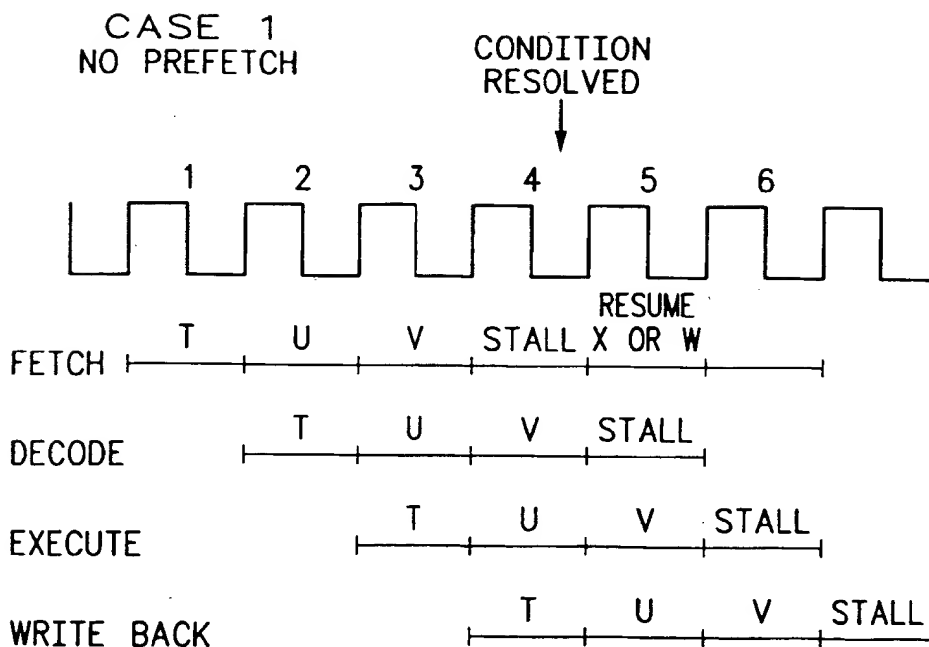 CASE 1
NO PREFETCH
CONDITION
RESOLVED
1 2 3 4 5 6
RESUME
T U V STALL X OR W
FETCH
T U V STALL
DECODE
T U V STALL
EXECUTE
T U V STALL
WRITE BACK